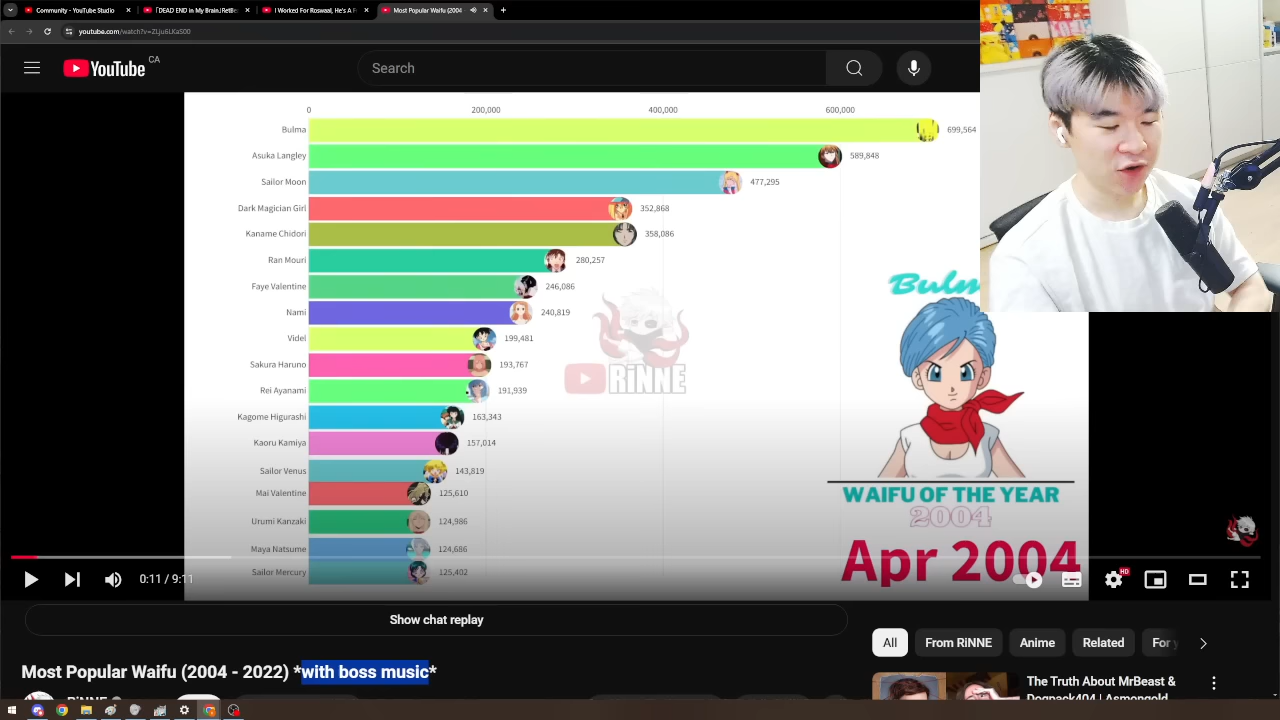 Community - YouTube Studio
「DEAD END in My Brain」Ret8e
I Worked For Roswaal, He's A F
Most Popular Waifu (2004
youtube.com/watch?v=ZLju6LKaS00
YouTube CA
Search
0 200,000 400,000 600,000
Bulma 699,564
Asuka Langley 589,848
Sailor Moon 477,295
Dark Magician Girl 352,868
Kaname Chidori 358,086
Ran Mouri 280,257
Faye Valentine 246,086
Nami 240,819
Videl 199,481
Sakura Haruno 193,767
Rei Ayanami 191,939
Kagome Higurashi 163,343
Kaoru Kamiya 157,014
Sailor Venus 143,819
Mai Valentine 125,610
Urumi Kanzaki 124,986
Maya Natsume 124,686
Sailor Mercury 125,402
RiNNE
Bulm
WAIFU OF THE YEAR
2004
Apr 2004
0:11 / 9:11
HD
Show chat replay
All From RiNNE Anime Related For y
Most Popular Waifu (2004 - 2022) *with boss music*
RiNNE
The Truth About MrBeast &
Dogpack404 | Asmongold